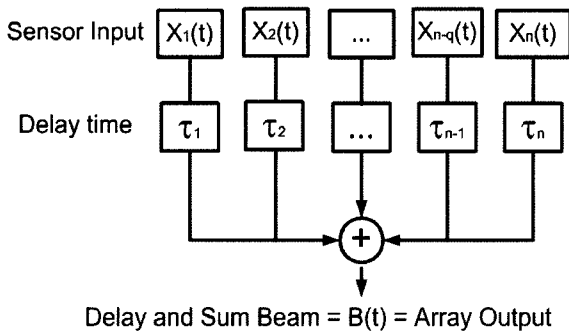 Sensor Input X1(t) X2(t) ... Xn-q(t) Xn(t)
Delay time τ1 τ2 ... τn-1 τn
+
Delay and Sum Beam = B(t) = Array Output